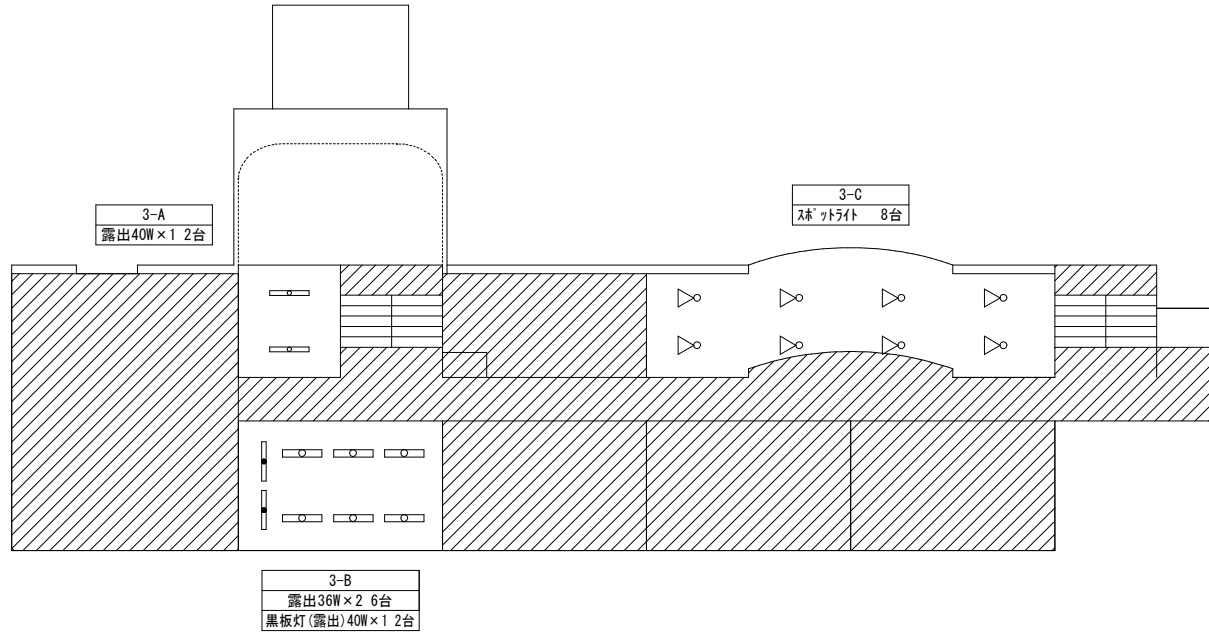 3-A
露出40W×1 2台
3-C
スポットライト 8台
3-B
露出36W×2 6台
黒板灯(露出)40W×1 2台